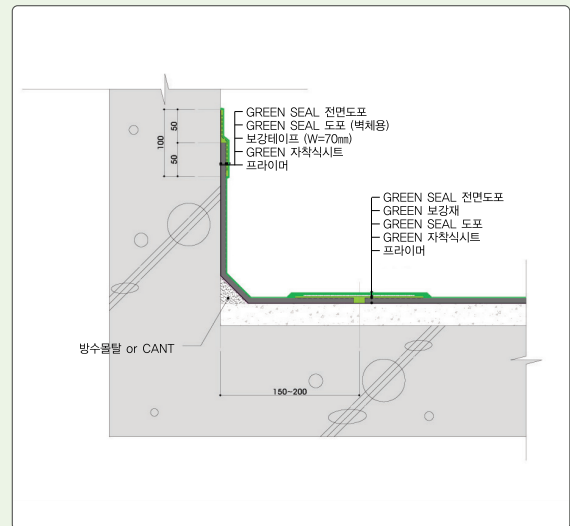 GREEN SEAL 전면도포
GREEN SEAL 도포 (벽체용)
보강테이프 (W=70㎜)
GREEN 자착식시트
프라이머
100
50
50
GREEN SEAL 전면도포
GREEN 보강재
GREEN SEAL 도포
GREEN 자착식시트
프라이머
방수몰탈 or CANT
150~200